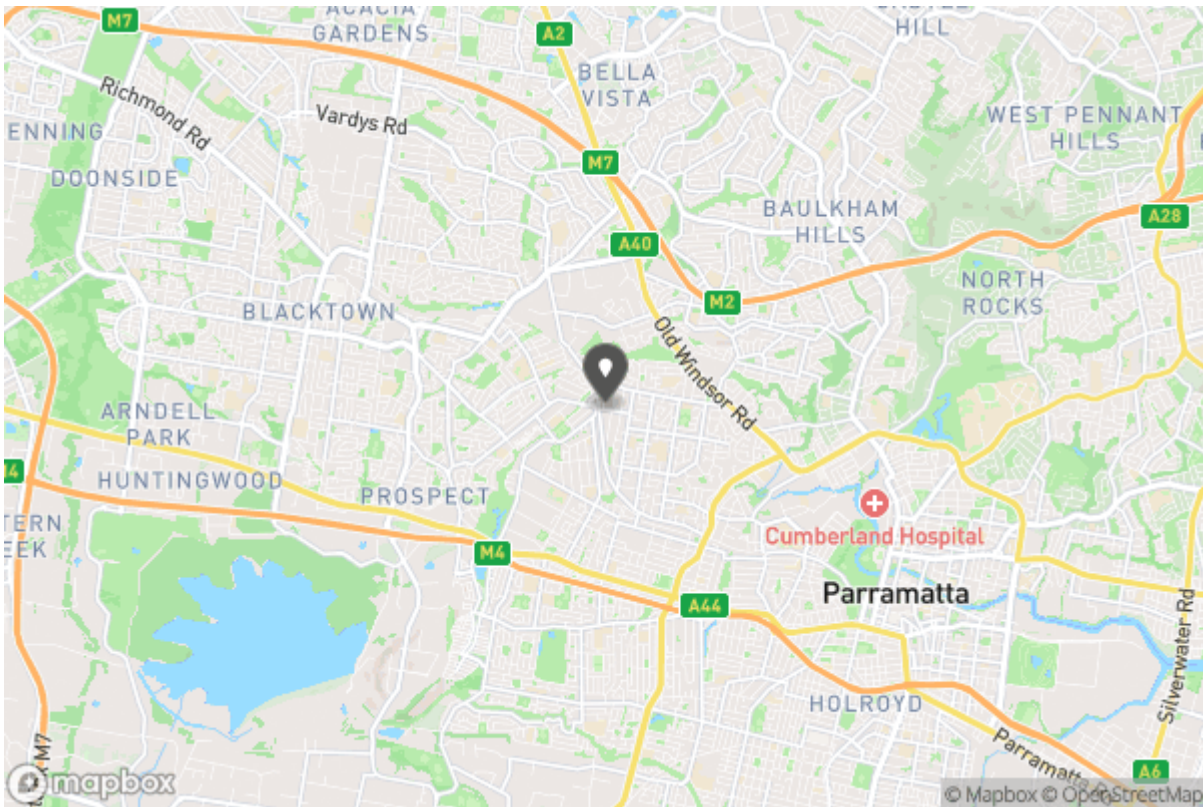 M7
ACACIA
GARDENS
A2
HILL
BELLA
VISTA
Richmond Rd
Vardys Rd
WEST PENNANT
HILLS
ENNING
DOONSIDE
M7
A28
BAULKHAM
HILLS
A40
NORTH
ROCKS
BLACKTOWN
M2
Old Windsor Rd
ARNDELL
PARK
HUNTINGWOOD
PROSPECT
Cumberland Hospital
M4
Parramatta
A44
Silverwater Rd
HOLROYD
Parramatta
M7
A6
mapbox
© Mapbox © OpenStreetMap